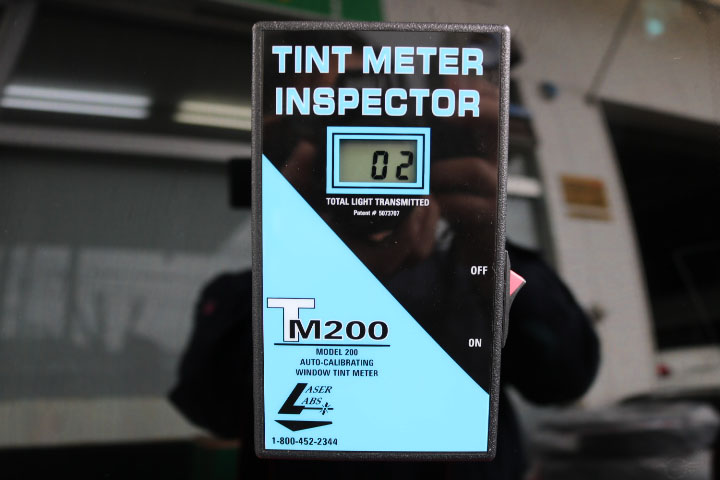 TINT METER
INSPECTOR
02
TOTAL LIGHT TRANSMITTED
Patent # 5073707
OFF
ON
TM200
MODEL 200
AUTO-CALIBRATING
WINDOW TINT METER
LASER
LABS
1-800-452-2344